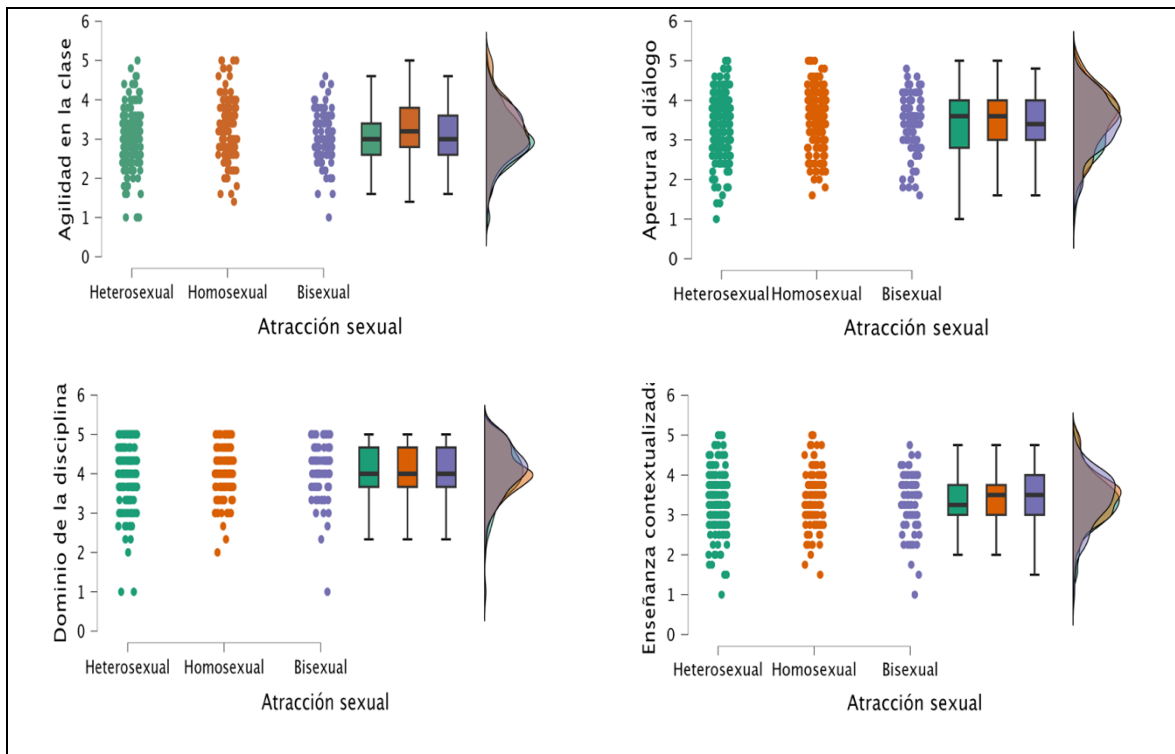 Agilidad en la clase
6
5
4
3
2
1
0
Heterosexual Homosexual Bisexual
Atracción sexual
Apertura al diálogo
6
5
4
3
2
1
0
Heterosexual Homosexual Bisexual
Atracción sexual
Dominio de la disciplina
6
5
4
3
2
1
0
Heterosexual Homosexual Bisexual
Atracción sexual
Enseñanza contextualizada
6
5
4
3
2
1
0
Heterosexual Homosexual Bisexual
Atracción sexual